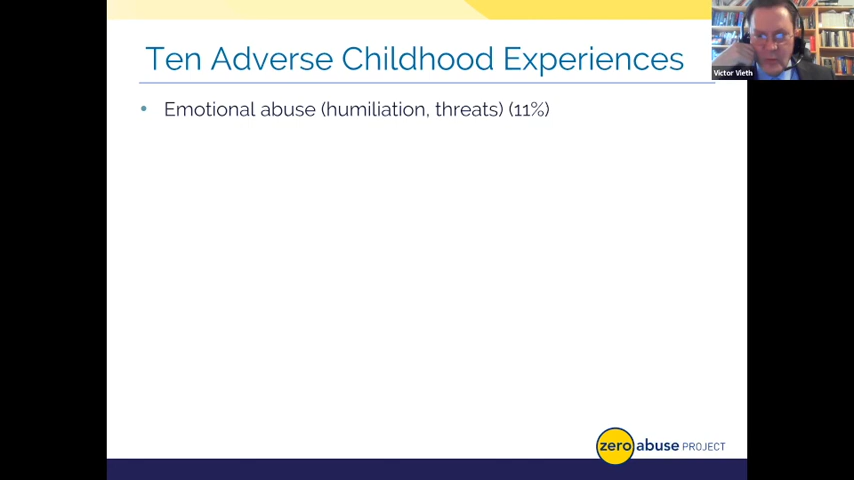 Ten Adverse Childhood Experiences
Victor Vieth
• Emotional abuse (humiliation, threats) (11%)
zero abuse PROJECT